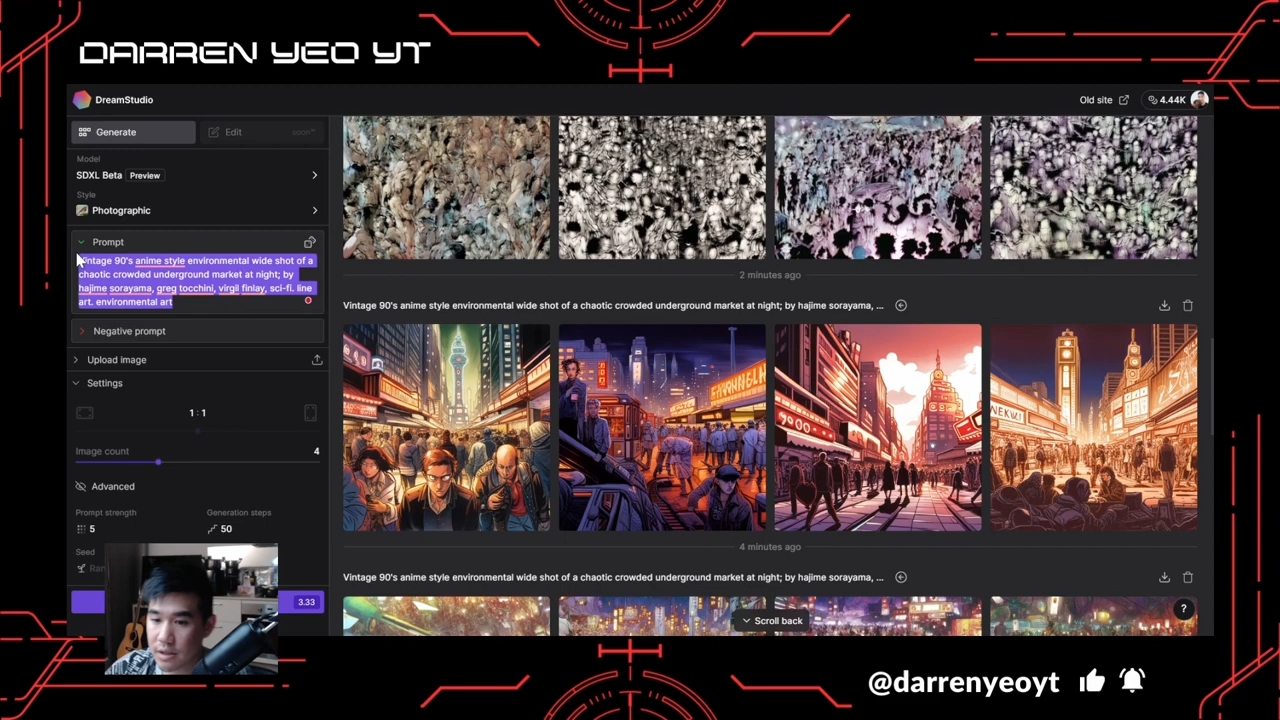 DARREN YEO YT
DreamStudio
Old site
4.44K
Generate
Edit
soon™
Model
SDXL Beta Preview
Style
Photographic
Prompt
Vintage 90's anime style environmental wide shot of a
chaotic crowded underground market at night; by
hajime sorayama, greg tocchini, virgil finlay, sci-fi. line
art. environmental art
Negative prompt
Upload image
Settings
1 : 1
Image count
4
Advanced
Prompt strength
Generation steps
5
50
Seed
3.33
2 minutes ago
Vintage 90's anime style environmental wide shot of a chaotic crowded underground market at night; by hajime sorayama, ...
4 minutes ago
Vintage 90's anime style environmental wide shot of a chaotic crowded underground market at night; by hajime sorayama, ...
Scroll back
?
@darrenyeoyt